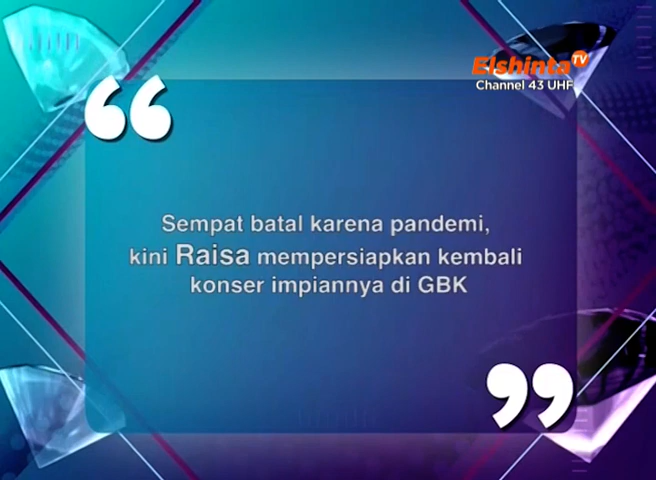 Elshinta TV
Channel 43 UHF
“
Sempat batal karena pandemi,
kini Raisa mempersiapkan kembali
konser impiannya di GBK
”